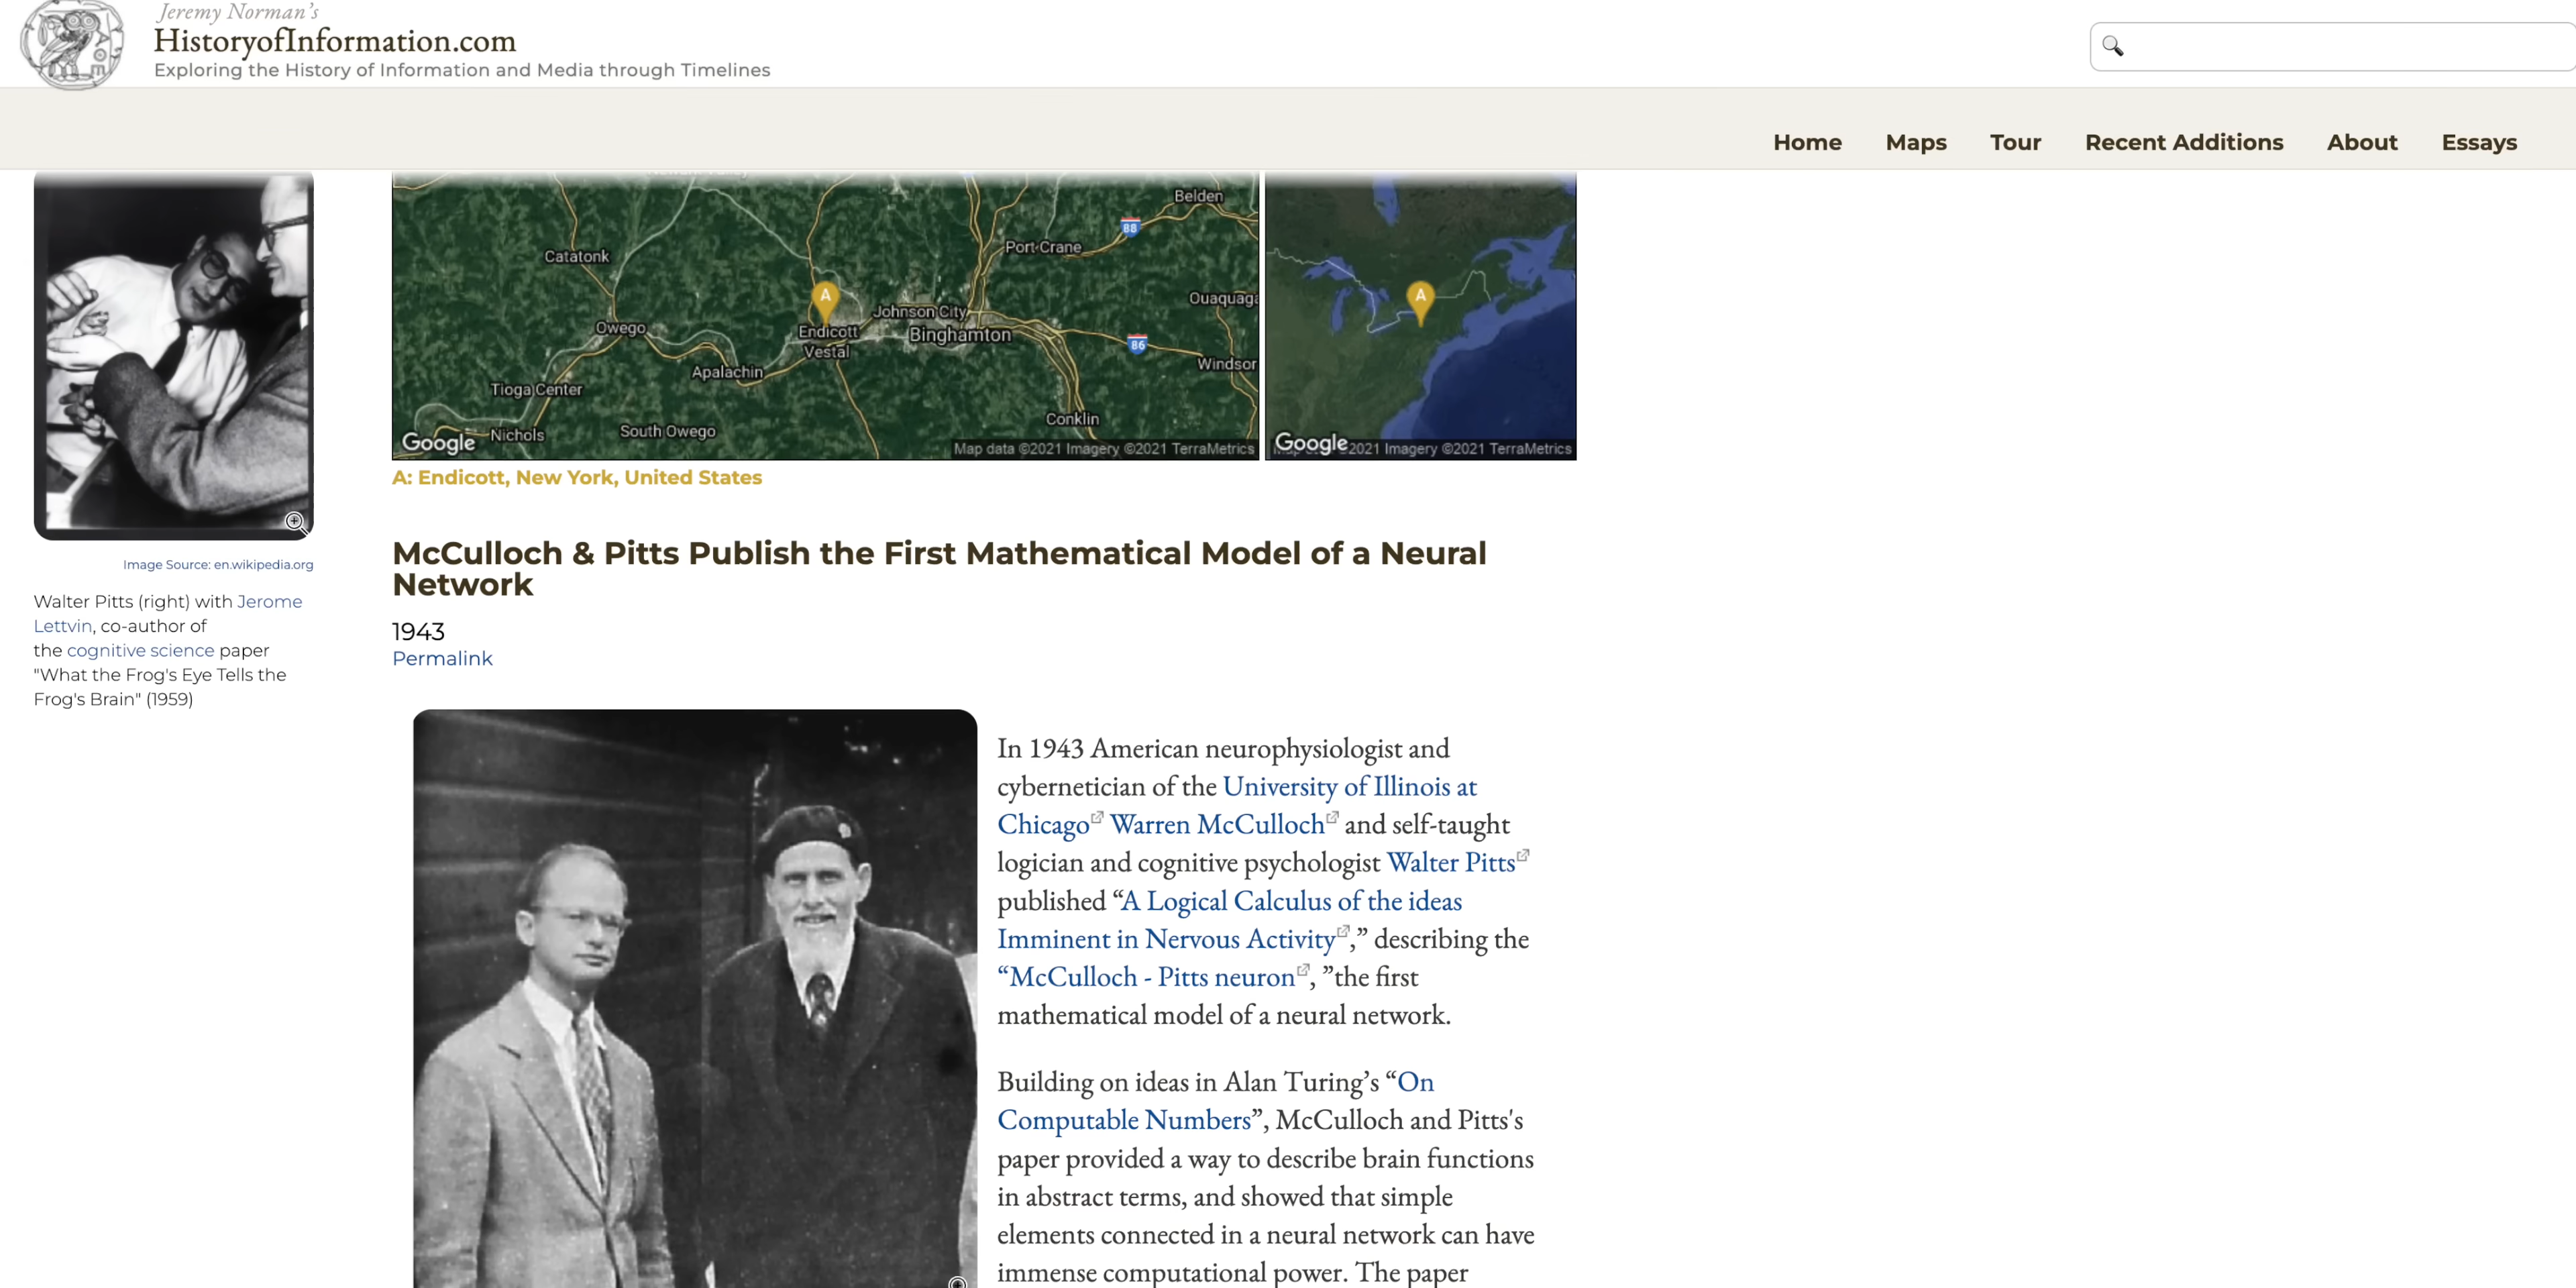 Jeremy Norman's
HistoryofInformation.com
Exploring the History of Information and Media through Timelines
Home Maps Tour Recent Additions About Essays
Belden
88
Port Crane
Catatonk
A
A
Ouaquaga
Johnson City
Owego
Endicott
Binghamton
86
Vestal
Windsor
Apalachin
Tioga Center
Conklin
South Owego
Nichols
Google
Map data ©2021 Imagery ©2021 TerraMetrics
Google
2021 Imagery ©2021 TerraMetrics
A: Endicott, New York, United States
Image Source: en.wikipedia.org
Walter Pitts (right) with Jerome
Lettvin, co-author of
the cognitive science paper
"What the Frog's Eye Tells the
Frog's Brain" (1959)
McCulloch & Pitts Publish the First Mathematical Model of a Neural
Network
1943
Permalink
In 1943 American neurophysiologist and
cybernetician of the University of Illinois at
Chicago Warren McCulloch and self-taught
logician and cognitive psychologist Walter Pitts
published “A Logical Calculus of the ideas
Imminent in Nervous Activity,” describing the
“McCulloch - Pitts neuron, ”the first
mathematical model of a neural network.
Building on ideas in Alan Turing’s “On
Computable Numbers”, McCulloch and Pitts's
paper provided a way to describe brain functions
in abstract terms, and showed that simple
elements connected in a neural network can have
immense computational power. The paper